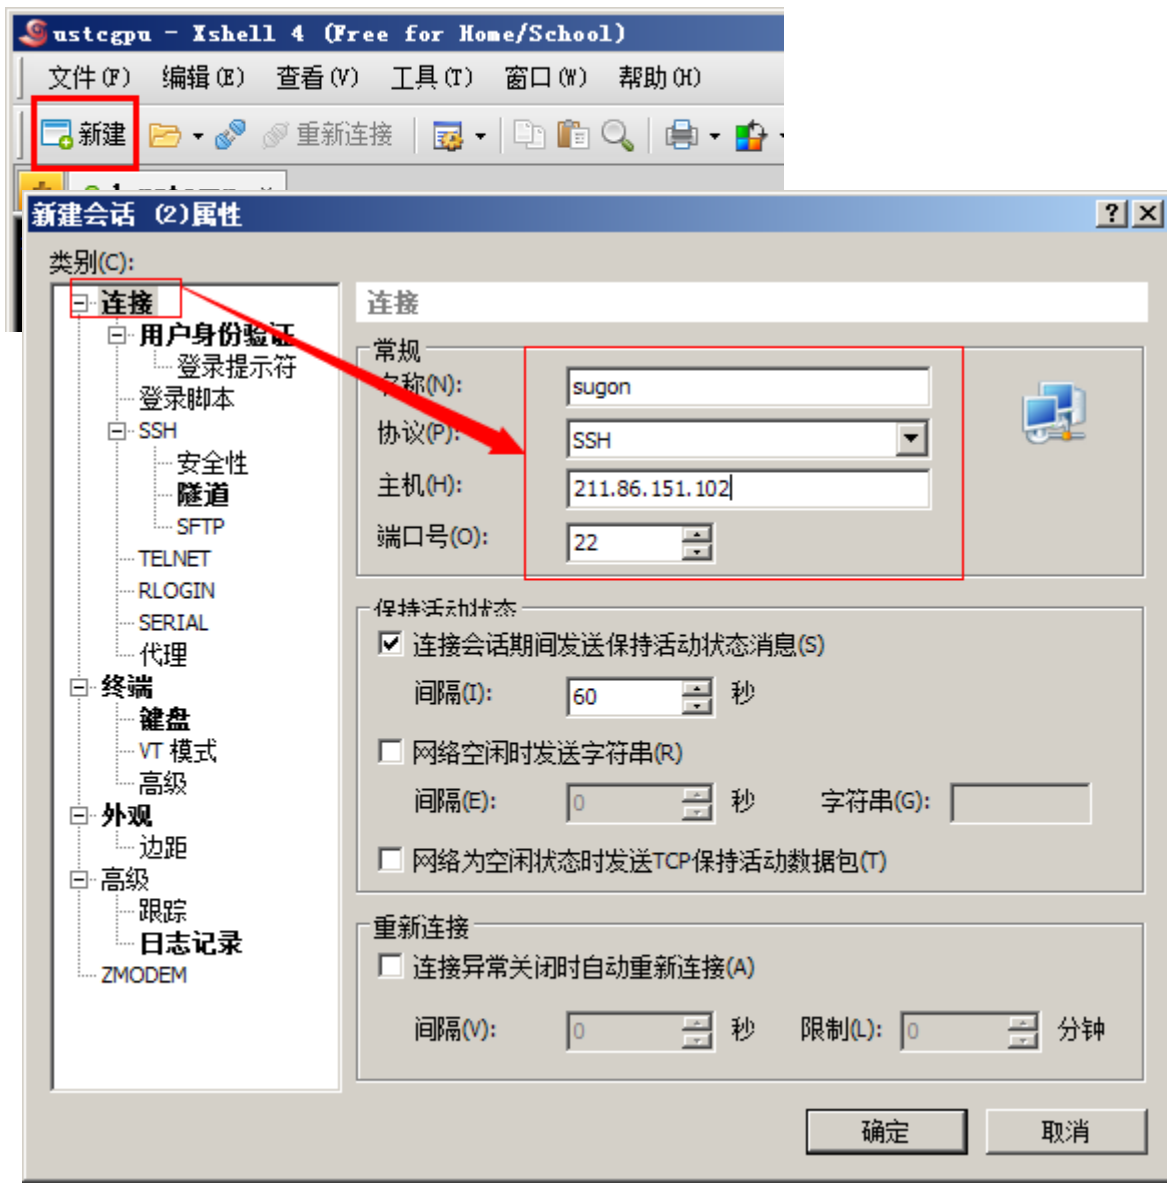 ustcgpu - Xshell 4 (Free for Home/School)
文件(F) 编辑(E) 查看(V) 工具(T) 窗口(W) 帮助(H)
新建 重新连接
新建会话 (2)属性
类别(C):
连接
用户身份验证
登录提示符
登录脚本
SSH
安全性
隧道
SFTP
TELNET
RLOGIN
SERIAL
代理
终端
键盘
VT 模式
高级
外观
边距
高级
跟踪
日志记录
ZMODEM
连接
常规
名称(N): sugon
协议(P): SSH
主机(H): 211.86.151.102
端口号(O): 22
保持活动状态
连接会话期间发送保持活动状态消息(S)
间隔(I): 60 秒
网络空闲时发送字符串(R)
间隔(E): 0 秒 字符串(G):
网络为空闲状态时发送TCP保持活动数据包(T)
重新连接
连接异常关闭时自动重新连接(A)
间隔(V): 0 秒 限制(L): 0 分钟
确定 取消